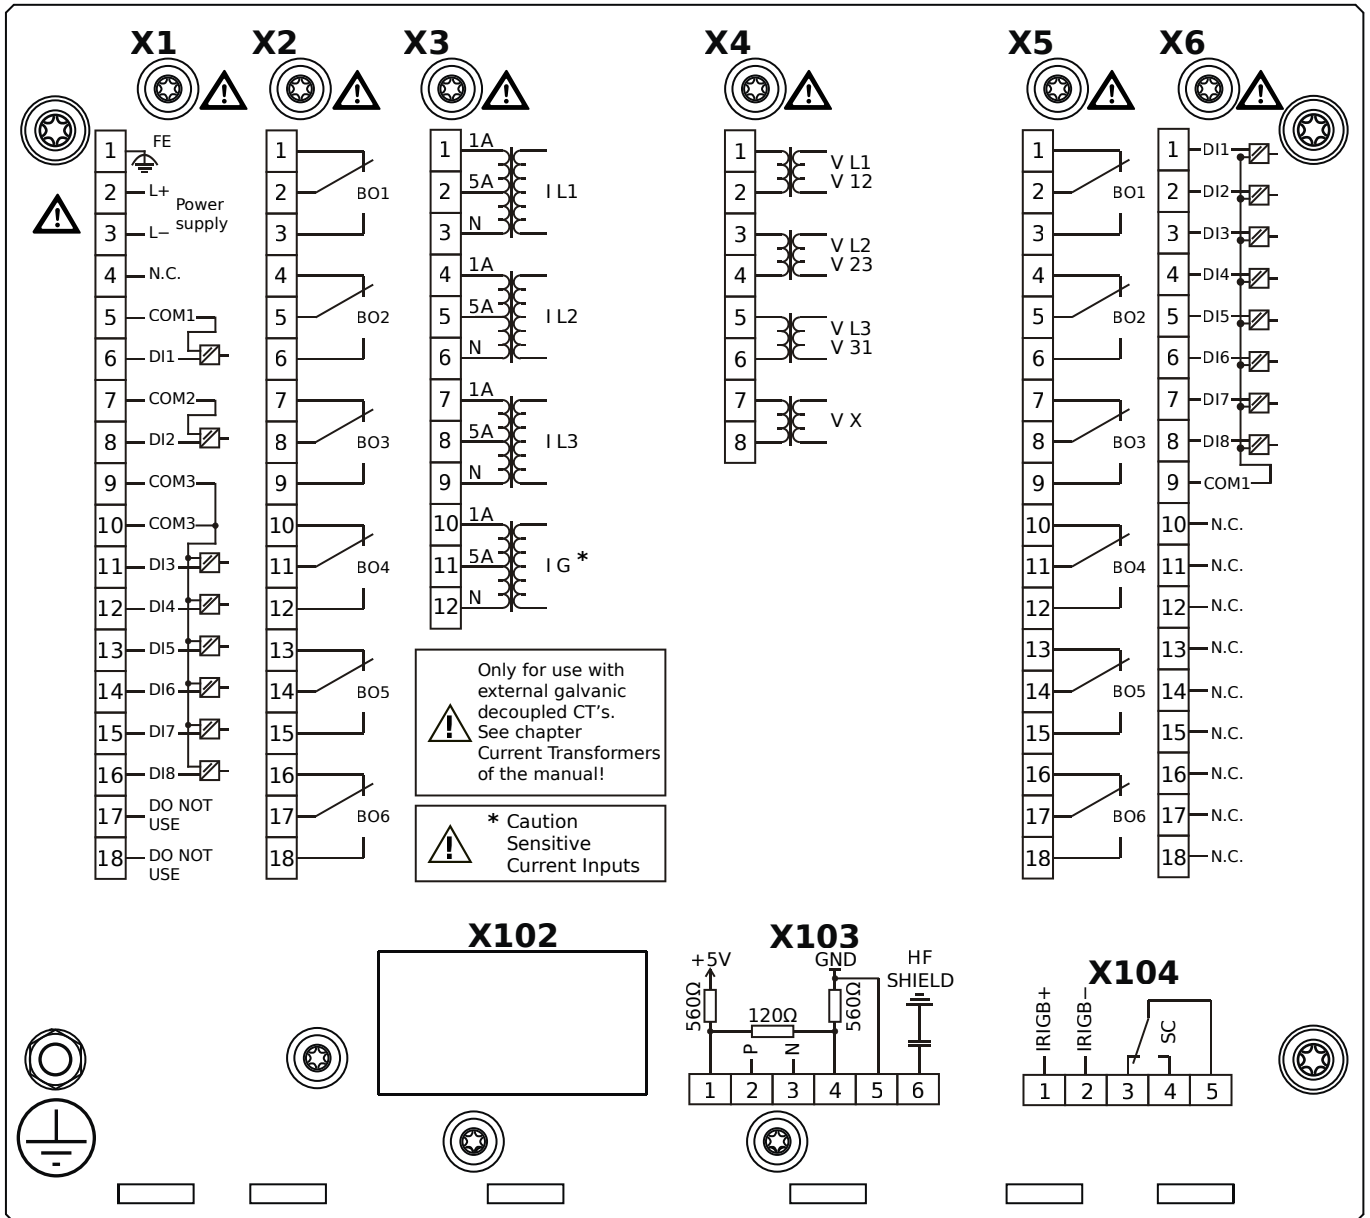 X1
X2
X3
X4
X5
X6
1 FE
2 L+
Power
supply
3 L−
4 N.C.
5 COM1
6 DI1
7 COM2
8 DI2
9 COM3
10 COM3
11 DI3
12 DI4
13 DI5
14 DI6
15 DI7
16 DI8
17 DO NOT
USE
18 DO NOT
USE
1
2 BO1
3
4
5 BO2
6
7
8 BO3
9
10
11 BO4
12
13
14 BO5
15
16
17 BO6
18
1 1A
2 5A I L1
3 N
4 1A
5 5A I L2
6 N
7 1A
8 5A I L3
9 N
10 1A
11 5A I G *
12 N
Only for use with
external galvanic
decoupled CT's.
See chapter
Current Transformers
of the manual!
* Caution
Sensitive
Current Inputs
1 V L1
2 V 12
3 V L2
4 V 23
5 V L3
6 V 31
7 V X
8
1
2 BO1
3
4
5 BO2
6
7
8 BO3
9
10
11 BO4
12
13
14 BO5
15
16
17 BO6
18
1 DI1
2 DI2
3 DI3
4 DI4
5 DI5
6 DI6
7 DI7
8 DI8
9 COM1
10 N.C.
11 N.C.
12 N.C.
13 N.C.
14 N.C.
15 N.C.
16 N.C.
17 N.C.
18 N.C.
X102
X103
+5V
GND
HF
SHIELD
560Ω
120Ω
560Ω
P
N
1 2 3 4 5 6
X104
IRIGB+
IRIGB−
SC
1 2 3 4 5